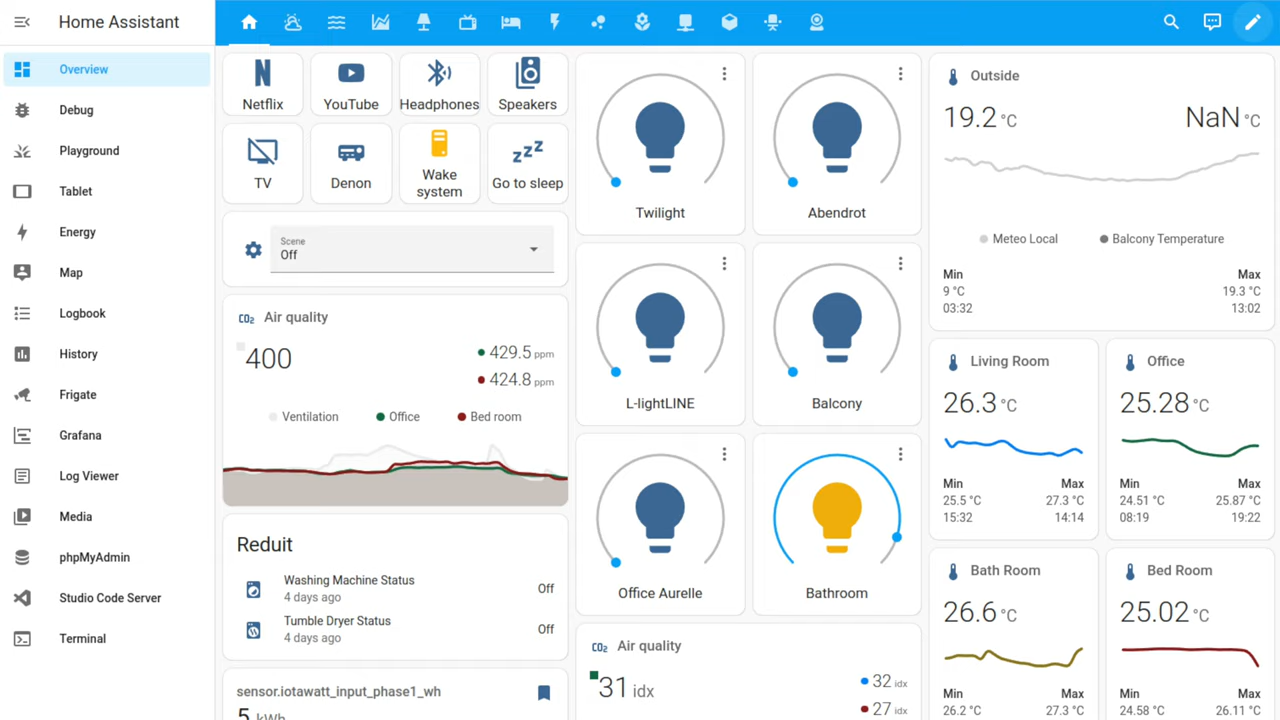 Home Assistant
Overview
Debug
Playground
Tablet
Energy
Map
Logbook
History
Frigate
Grafana
Log Viewer
Media
phpMyAdmin
Studio Code Server
Terminal
Netflix
YouTube
Headphones
Speakers
TV
Denon
Wake
system
Go to sleep
Scene
Off
CO₂ Air quality
400
429.5 ppm
424.8 ppm
Ventilation Office Bed room
Reduit
Washing Machine Status
4 days ago
Off
Tumble Dryer Status
4 days ago
Off
sensor.iotawatt_input_phase1_wh
5 kWh
Twilight
Abendrot
L-lightLINE
Balcony
Office Aurelle
Bathroom
CO₂ Air quality
31 idx
32 idx
27 idx
Outside
19.2 °C NaN °C
Meteo Local Balcony Temperature
Min Max
9 °C 19.3 °C
03:32 13:02
Living Room
26.3 °C
Min Max
25.5 °C 27.3 °C
15:32 14:14
Office
25.28 °C
Min Max
24.51 °C 25.87 °C
08:19 19:22
Bath Room
26.6 °C
Min Max
26.2 °C 27.3 °C
Bed Room
25.02 °C
Min Max
24.58 °C 26.11 °C